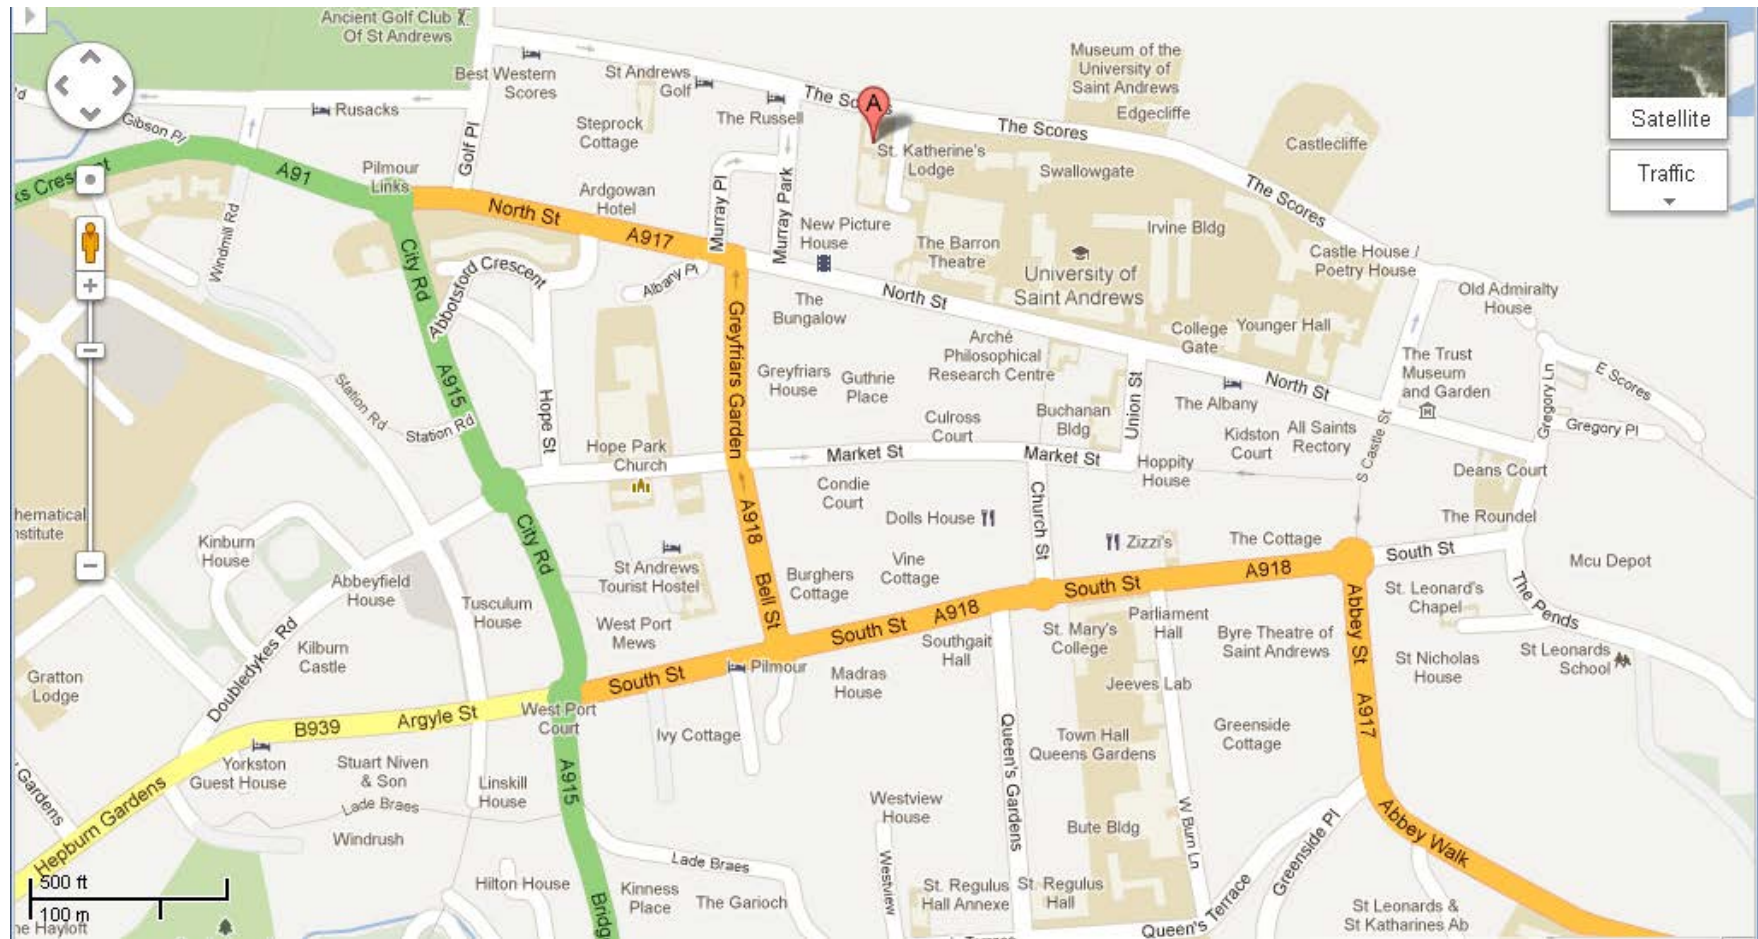 Ancient Golf Club
Of St Andrews
Best Western
Scores
St Andrews
Golf
The Russell
The Scores
A
The Scores
The Scores
Museum of the
University of
Saint Andrews
Edgecliffe
Castlecliffe
Satellite
Traffic
Rusacks
Gibson Pl
Golf Pl
Steprock
Cottage
St. Katherine's
Lodge
Swallowgate
A91
Pilmour
Links
Ardgowan
Hotel
North St
A917
Murray Pl
Murray Park
New Picture
House
The Barron
Theatre
Irvine Bldg
University of
Saint Andrews
Castle House /
Poetry House
Old Admiralty
House
Windmill Rd
City Rd
Abbotsford Crescent
Albany Pl
The
Bungalow
North St
College
Gate
Younger Hall
Arché
Philosophical
Research Centre
The Trust
Museum
and Garden
E Scores
Gregory Ln
Gregory Pl
Station Rd
Station Rd
A915
Hope St
Greyfriars Garden
Greyfriars
House
Guthrie
Place
Culross
Court
Buchanan
Bldg
Union St
The Albany
North St
Kidston
Court
All Saints
Rectory
S Castle St
Deans Court
Hope Park
Church
Market St
Market St
Hoppity
House
Condie
Court
Dolls House
Church St
Zizzi's
The Cottage
The Roundel
South St
Mcu Depot
Kinburn
House
City Rd
A918
Abbeyfield
House
Tusculum
House
St Andrews
Tourist Hostel
Burghers
Cottage
Vine
Cottage
Bell St
South St
A918
South St
A918
St. Leonard's
Chapel
The Pends
West Port
Mews
Southgait
Hall
St. Mary's
College
Parliament
Hall
Byre Theatre of
Saint Andrews
Abbey St
St Nicholas
House
St Leonards
School
Kilburn
Castle
Doubledykes Rd
Gratton
Lodge
South St
Pilmour
Madras
House
Jeeves Lab
A917
West Port
Court
B939
Argyle St
Ivy Cottage
Queen's Gardens
Town Hall
Queens Gardens
Greenside
Cottage
Yorkston
Guest House
Stuart Niven
& Son
Linskill
House
A915
Lade Braes
Windrush
Hepburn Gardens
Gardens
Westview
House
Bute Bldg
W Burn Ln
Greenside Pl
Abbey Walk
Lade Braes
Hilton House
Kinness
Place
The Garioch
Westview
St. Regulus
Hall Annexe
St. Regulus
Hall
Queen's Terrace
St Leonards &
St Katharines Ab
500 ft
100 m